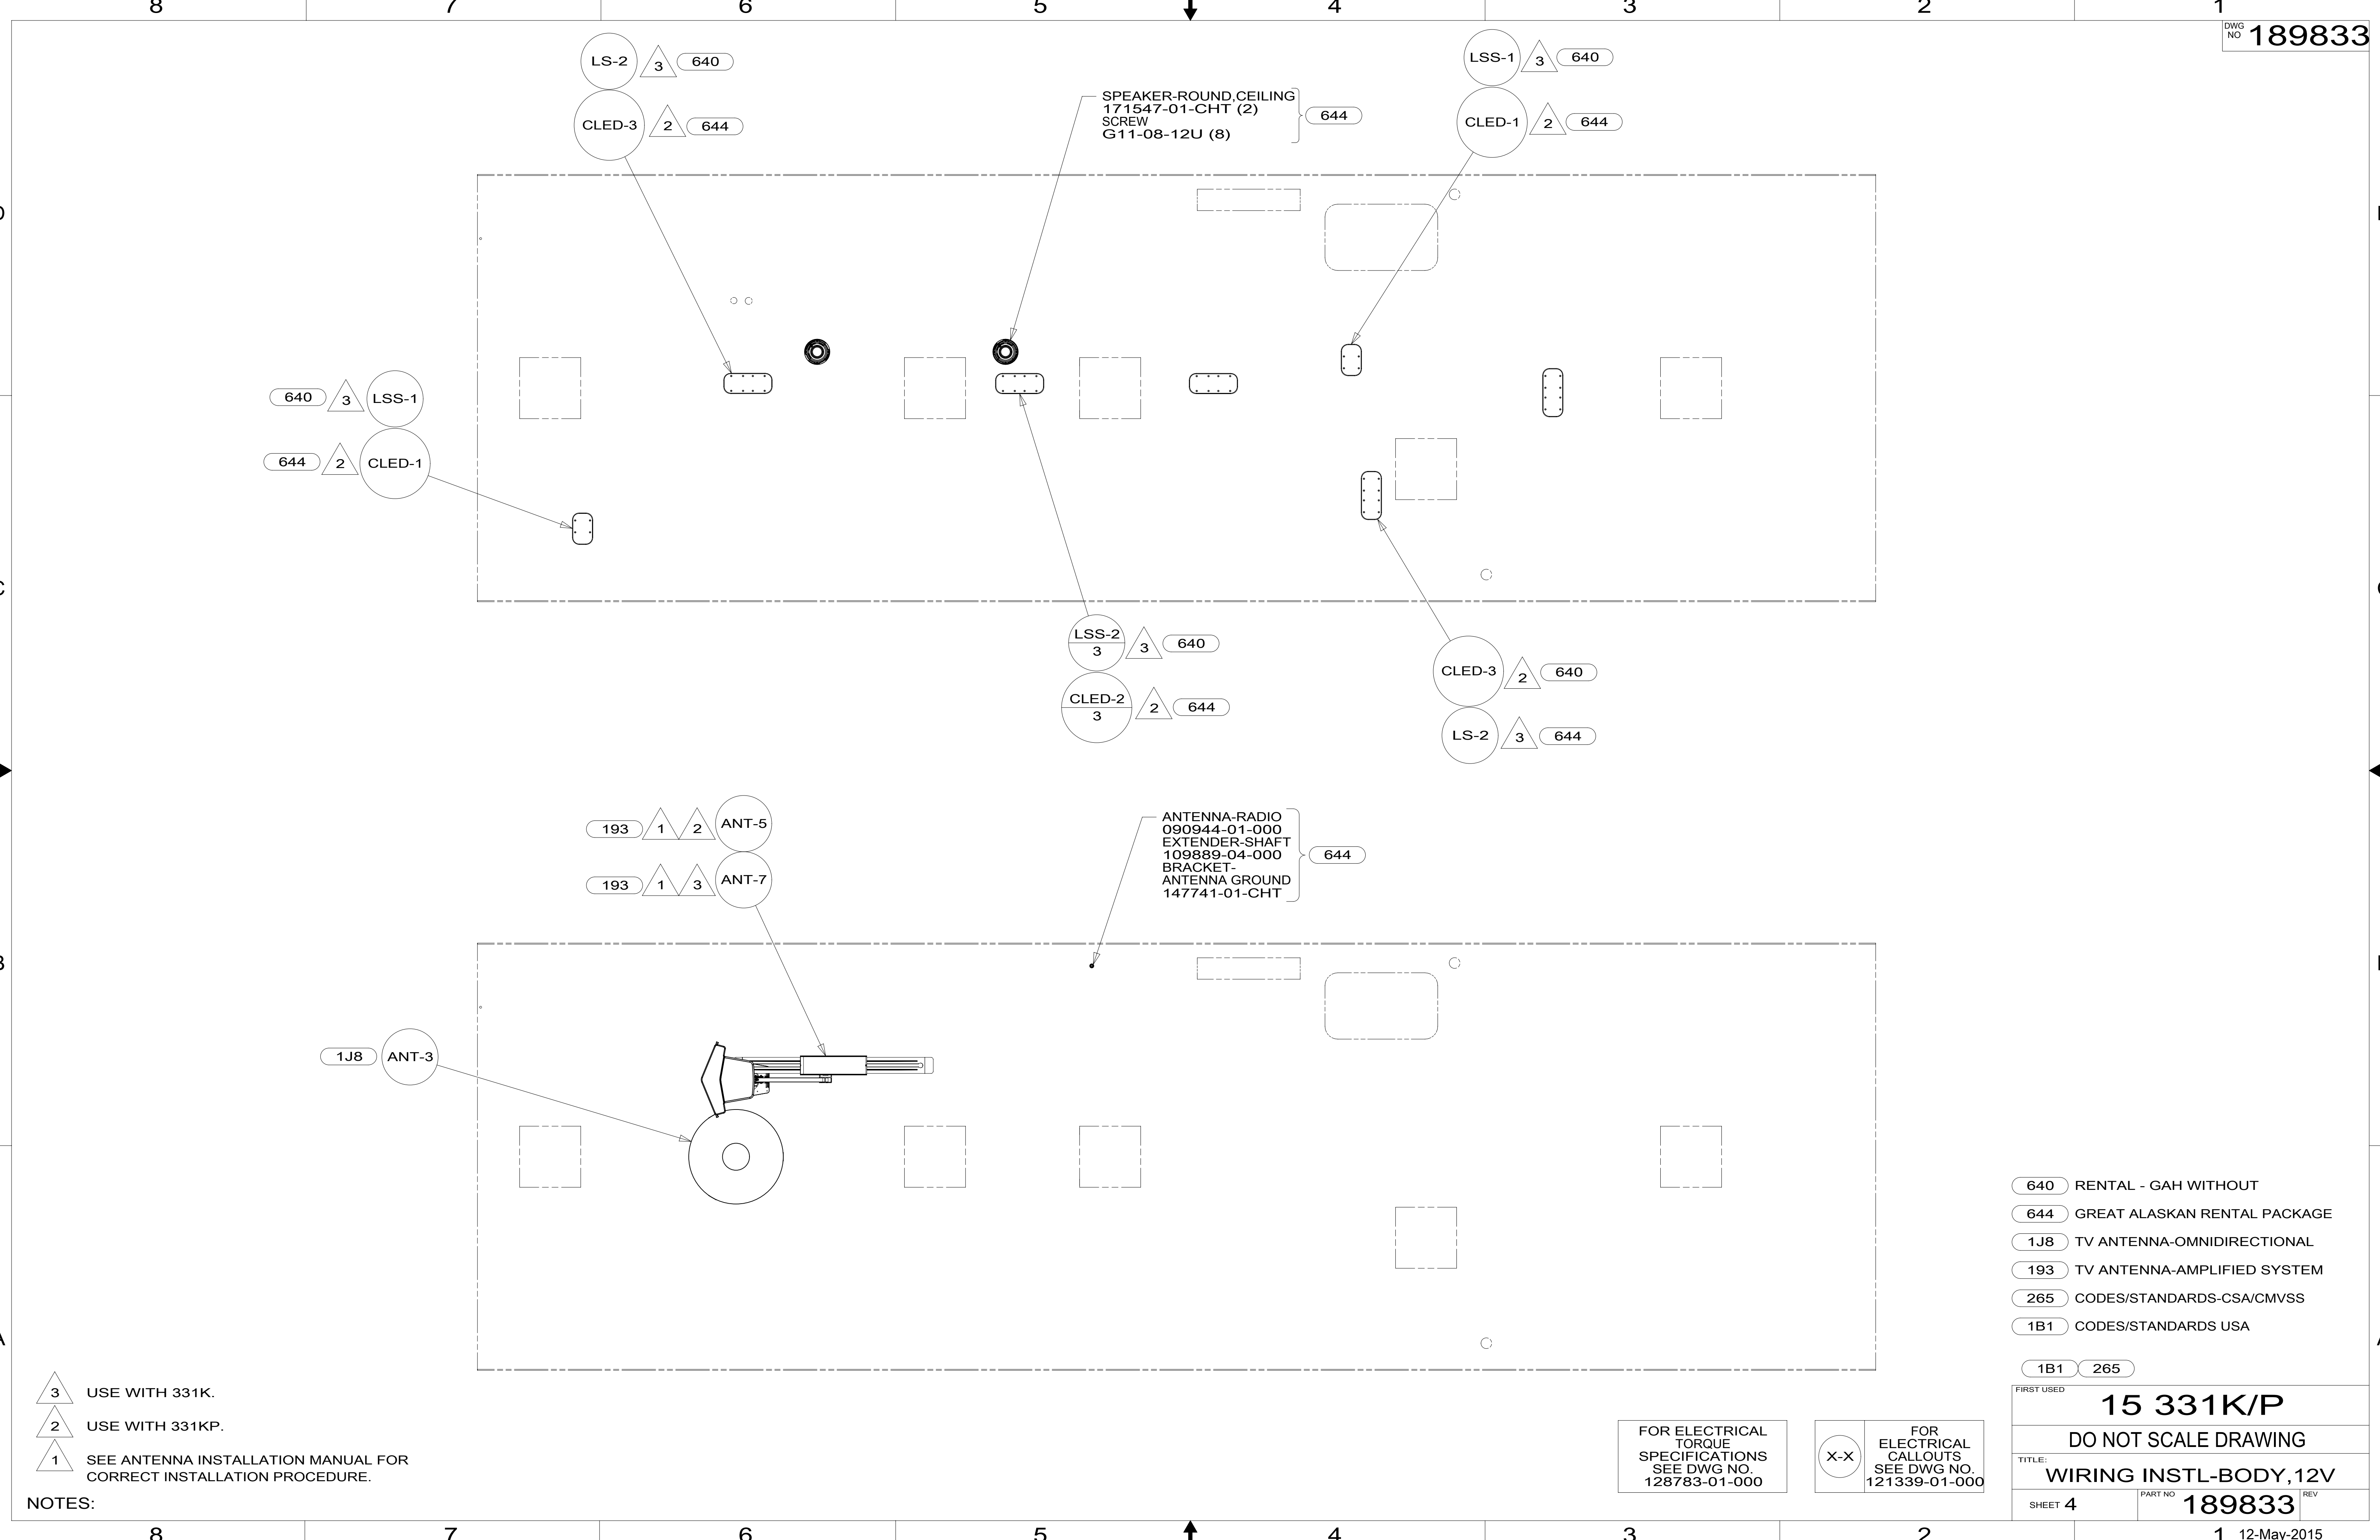 8 7 6 5 4 3 2 1
DWG NO 189833
LS-2 3 640
CLED-3 2 644
SPEAKER-ROUND,CEILING
171547-01-CHT (2)
SCREW
G11-08-12U (8)
644
LSS-1 3 640
CLED-1 2 644
D
640 3 LSS-1
644 2 CLED-1
C
LSS-2
3
3 640
CLED-2
3
2 644
CLED-3 2 640
LS-2 3 644
193 1 2 ANT-5
193 1 3 ANT-7
ANTENNA-RADIO
090944-01-000
EXTENDER-SHAFT
109889-04-000
BRACKET-
ANTENNA GROUND
147741-01-CHT
644
B
1J8 ANT-3
640 RENTAL - GAH WITHOUT
644 GREAT ALASKAN RENTAL PACKAGE
1J8 TV ANTENNA-OMNIDIRECTIONAL
193 TV ANTENNA-AMPLIFIED SYSTEM
265 CODES/STANDARDS-CSA/CMVSS
1B1 CODES/STANDARDS USA
A
1B1 265
3 USE WITH 331K.
2 USE WITH 331KP.
1 SEE ANTENNA INSTALLATION MANUAL FOR
CORRECT INSTALLATION PROCEDURE.
NOTES:
FOR ELECTRICAL
TORQUE
SPECIFICATIONS
SEE DWG NO.
128783-01-000
X-X
FOR
ELECTRICAL
CALLOUTS
SEE DWG NO.
121339-01-000
FIRST USED
15 331K/P
DO NOT SCALE DRAWING
TITLE:
WIRING INSTL-BODY,12V
SHEET 4
PART NO 189833
REV
8 7 6 5 4 3 2 1
12-May-2015